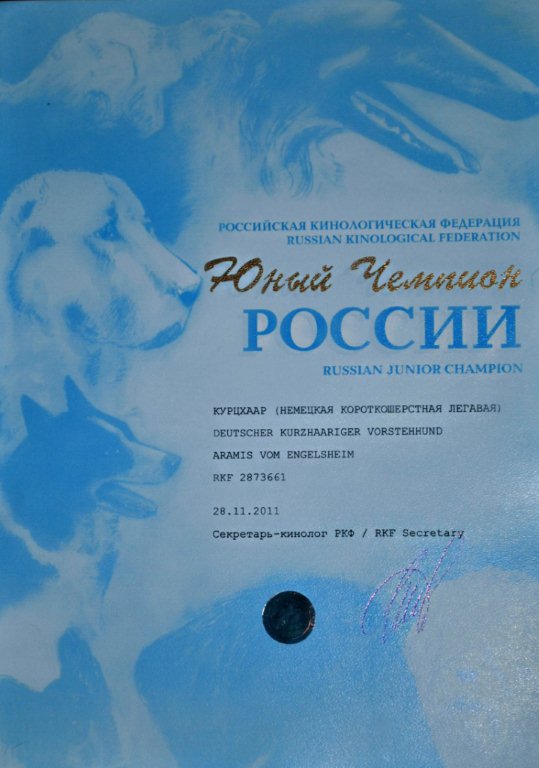 РОССИЙСКАЯ КИНОЛОГИЧЕСКАЯ ФЕДЕРАЦИЯ
RUSSIAN KINOLOGICAL FEDERATION
Юный Чемпион
РОССИИ
RUSSIAN JUNIOR CHAMPION
КУРЦХААР (НЕМЕЦКАЯ КОРОТКОШЕРСТНАЯ ЛЕГАВАЯ)
DEUTSCHER KURZHAARIGER VORSTEHHUND
ARAMIS VOM ENGELSHEIM
RKF 2873661
28.11.2011
Секретарь-кинолог РКФ / RKF Secretary